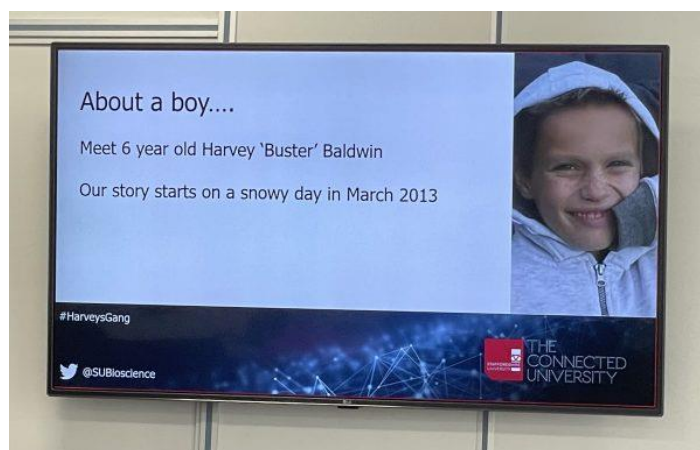 About a boy....
Meet 6 year old Harvey ‘Buster’ Baldwin
Our story starts on a snowy day in March 2013
#HarveysGang
@SUBioscience
THE
CONNECTED
UNIVERSITY